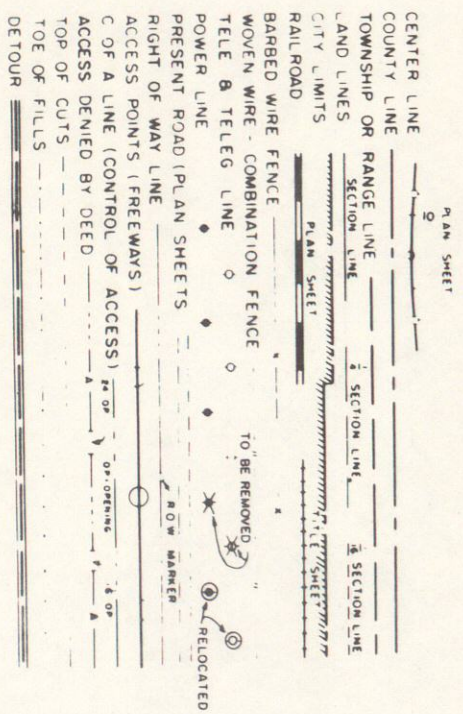 PLAN SHEET
10
CENTER LINE
COUNTY LINE
TOWNSHIP OR RANGE LINE
LAND LINES SECTION LINE 1/4 SECTION LINE 1/16 SECTION LINE
CITY LIMITS
RAILROAD PLAN SHEET TITLE SHEET
BARBED WIRE FENCE
WOVEN WIRE - COMBINATION FENCE
TELE & TELEG LINE TO BE REMOVED
POWER LINE RELOCATED
PRESENT ROAD (PLAN SHEETS
RIGHT OF WAY LINE ROW MARKER
ACCESS POINTS (FREEWAYS)
C OF A LINE (CONTROL OF ACCESS)
24 OP OP:OPENING 16 OP
ACCESS DENIED BY DEED A A
TOP OF CUTS
TOE OF FILLS
DETOUR